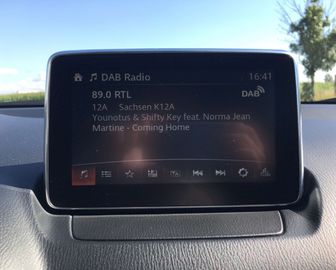 DAB Radio 16:41
89.0 RTL DAB
12A Sachsen K12A
Younotus & Shifty Key feat. Norma Jean
Martine - Coming Home